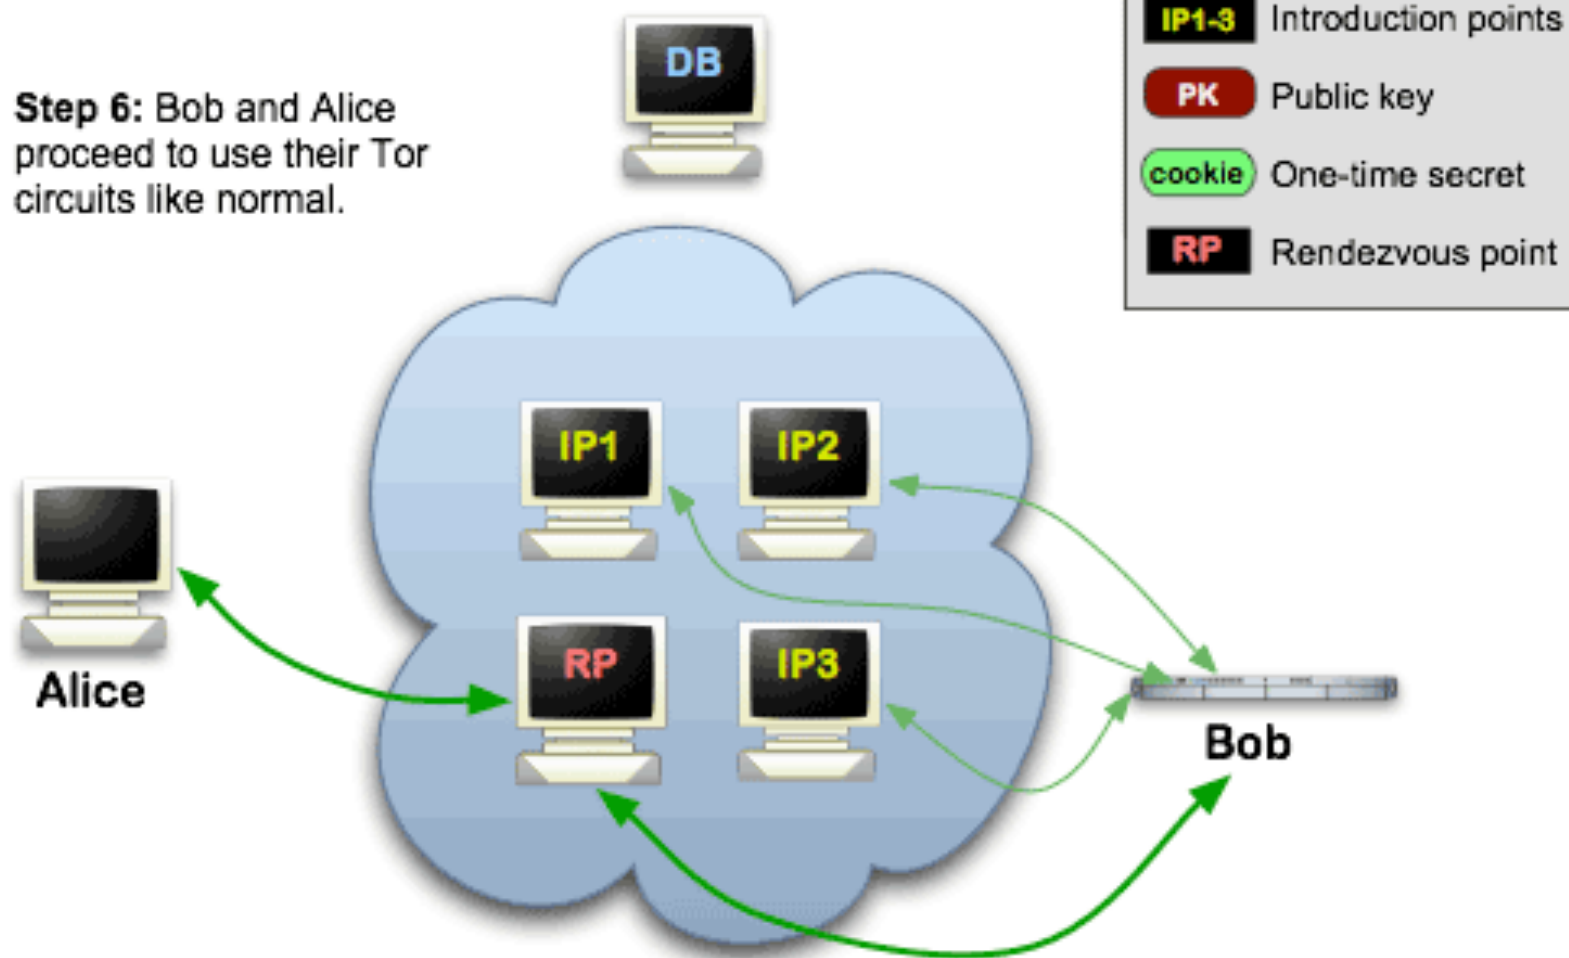 DB
Step 6: Bob and Alice
proceed to use their Tor
circuits like normal.
IP1-3 Introduction points
PK Public key
cookie One-time secret
RP Rendezvous point
IP1
IP2
RP
IP3
Alice
Bob